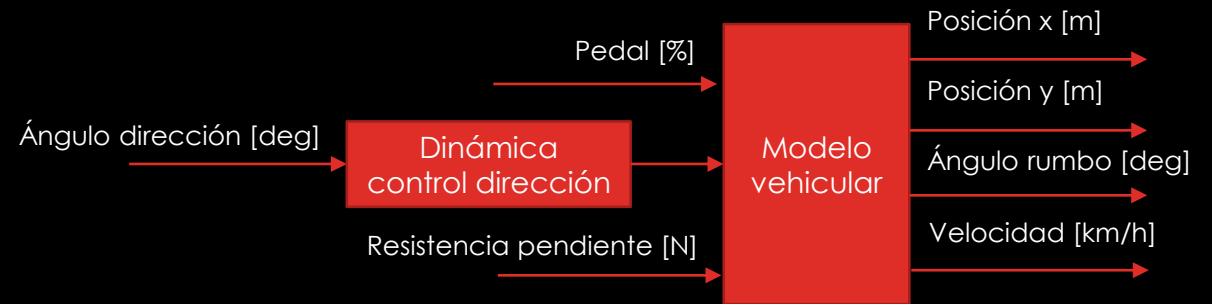 Posición x [m]
Pedal [%]
Posición y [m]
Ángulo dirección [deg]
Dinámica
control dirección
Modelo
vehicular
Ángulo rumbo [deg]
Resistencia pendiente [N]
Velocidad [km/h]